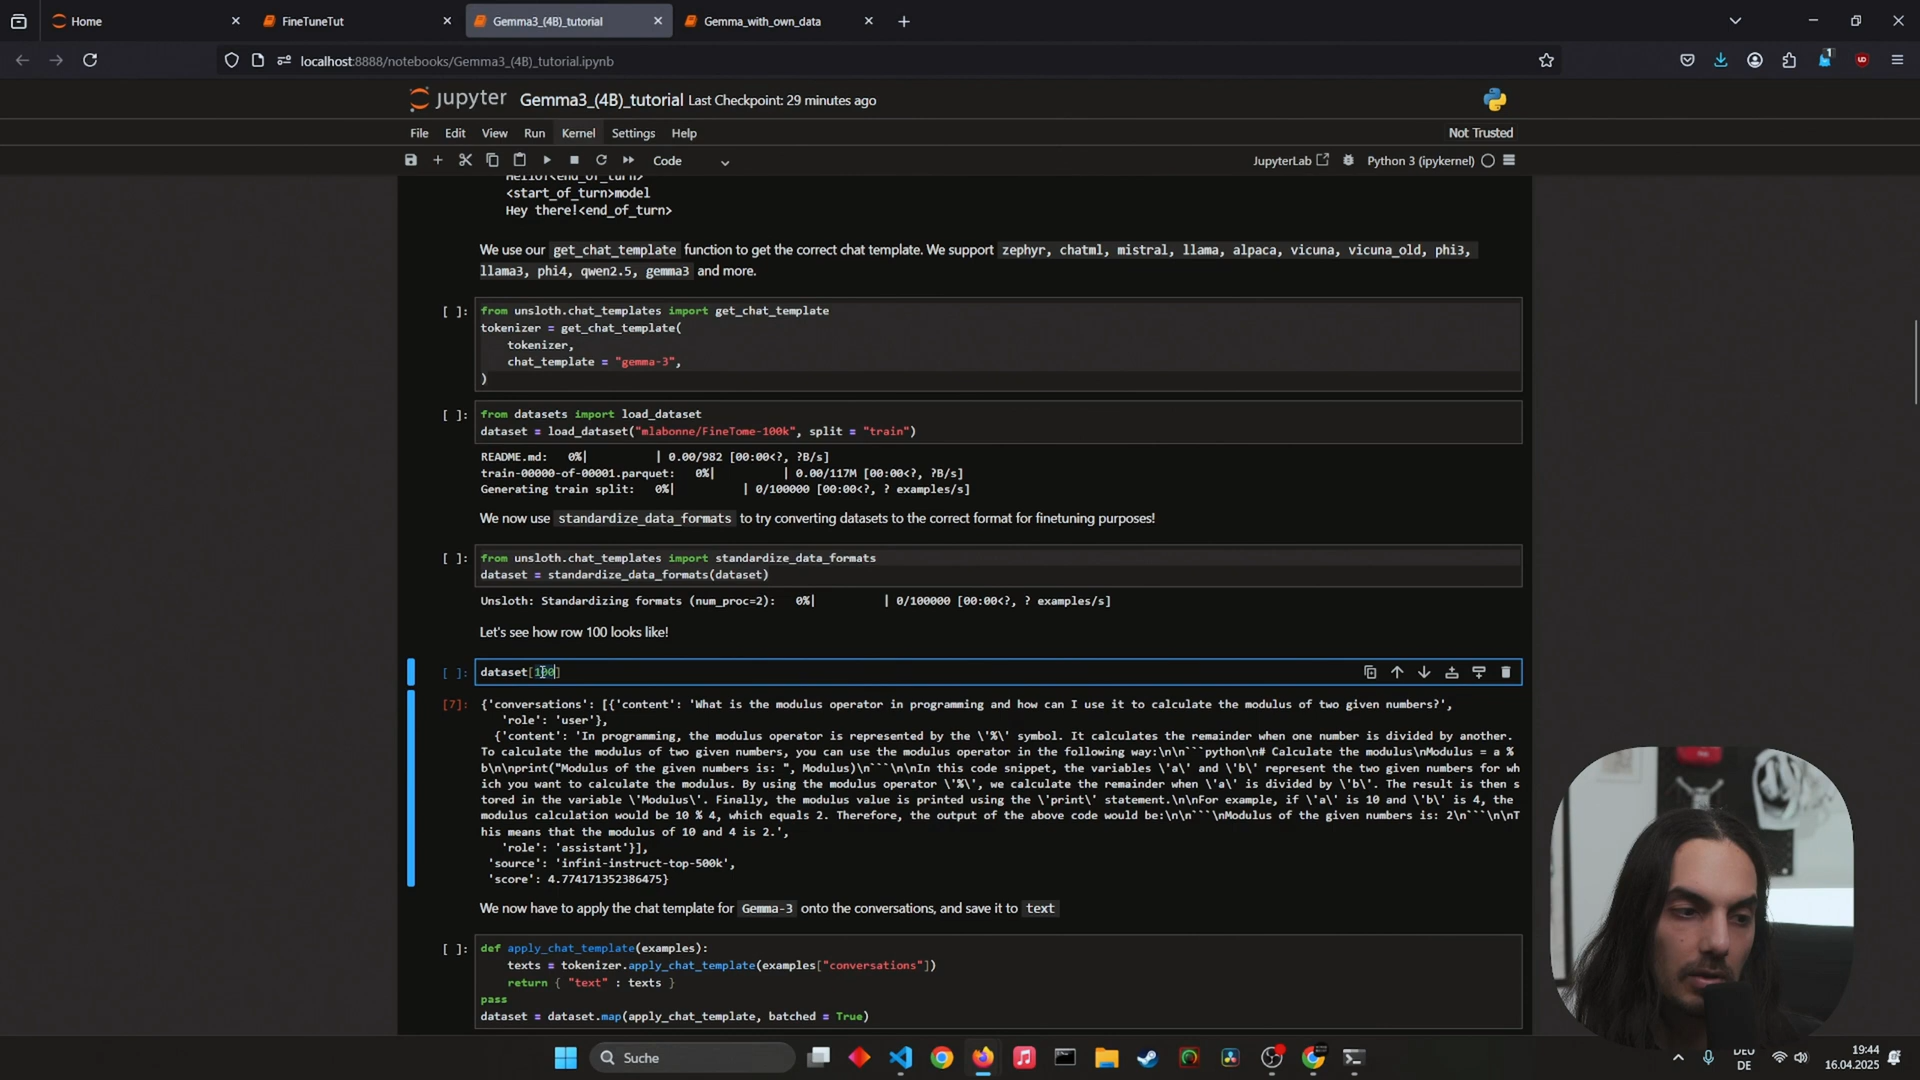 Home
FineTuneTut
Gemma3_(4B)_tutorial
Gemma_with_own_data
localhost:8888/notebooks/Gemma3_(4B)_tutorial.ipynb
1
jupyter Gemma3_(4B)_tutorial Last Checkpoint: 29 minutes ago
File Edit View Run Kernel Settings Help Not Trusted
Code JupyterLab Python 3 (ipykernel)
Hello!<end_of_turn>
<start_of_turn>model
Hey there!<end_of_turn>
We use our get_chat_template function to get the correct chat template. We support zephyr, chatml, mistral, llama, alpaca, vicuna, vicuna_old, phi3,
llama3, phi4, qwen2.5, gemma3 and more.
[ ]: from unsloth.chat_templates import get_chat_template
tokenizer = get_chat_template(
tokenizer,
chat_template = "gemma-3",
)
[ ]: from datasets import load_dataset
dataset = load_dataset("mlabonne/FineTome-100k", split = "train")
README.md:   0%|          | 0.00/982 [00:00<?, ?B/s]
train-00000-of-00001.parquet:   0%|          | 0.00/117M [00:00<?, ?B/s]
Generating train split:   0%|          | 0/100000 [00:00<?, ? examples/s]
We now use standardize_data_formats to try converting datasets to the correct format for finetuning purposes!
[ ]: from unsloth.chat_templates import standardize_data_formats
dataset = standardize_data_formats(dataset)
Unsloth: Standardizing formats (num_proc=2):   0%|          | 0/100000 [00:00<?, ? examples/s]
Let's see how row 100 looks like!
[ ]: dataset[100]
[7]: {'conversations': [{'content': 'What is the modulus operator in programming and how can I use it to calculate the modulus of two given numbers?',
'role': 'user'},
{'content': 'In programming, the modulus operator is represented by the \'%\' symbol. It calculates the remainder when one number is divided by another.
To calculate the modulus of two given numbers, you can use the modulus operator in the following way:\n\n```python\n# Calculate the modulus\nModulus = a %
b\n\nprint("Modulus of the given numbers is: ", Modulus)\n```\n\nIn this code snippet, the variables \'a\' and \'b\' represent the two given numbers for wh
ich you want to calculate the modulus. By using the modulus operator \'%\', we calculate the remainder when \'a\' is divided by \'b\'. The result is then s
tored in the variable \'Modulus\'. Finally, the modulus value is printed using the \'print\' statement.\n\nFor example, if \'a\' is 10 and \'b\' is 4, the
modulus calculation would be 10 % 4, which equals 2. Therefore, the output of the above code would be:\n\n```\nModulus of the given numbers is: 2\n```\n\nT
his means that the modulus of 10 and 4 is 2.',
'role': 'assistant'}],
'source': 'infini-instruct-top-500k',
'score': 4.774171352386475}
We now have to apply the chat template for Gemma-3 onto the conversations, and save it to text
[ ]: def apply_chat_template(examples):
texts = tokenizer.apply_chat_template(examples["conversations"])
return { "text" : texts }
pass
dataset = dataset.map(apply_chat_template, batched = True)
Suche
DEU
DE
19:44
16.04.2025